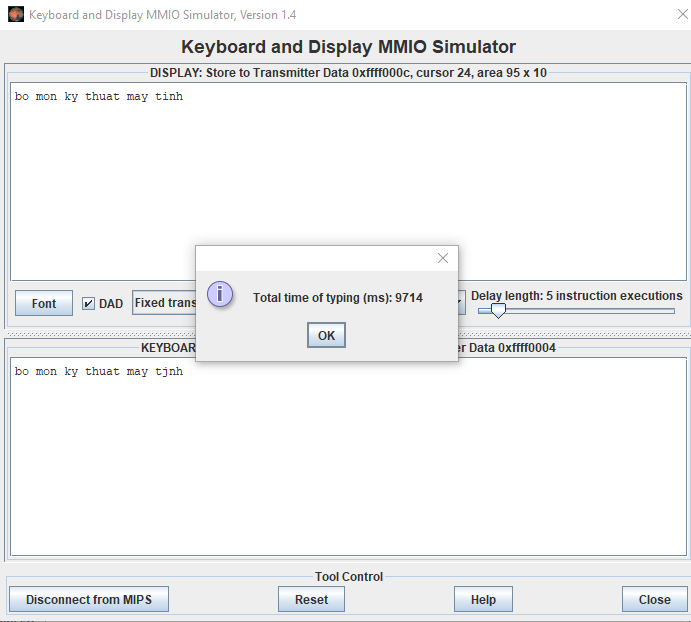 Keyboard and Display MMIO Simulator, Version 1.4
Keyboard and Display MMIO Simulator
DISPLAY: Store to Transmitter Data 0xffff000c, cursor 24, area 95 x 10
bo mon ky thuat may tinh
Total time of typing (ms): 9714
OK
Font
DAD
Fixed trans
Delay length: 5 instruction executions
KEYBOAR
er Data 0xffff0004
bo mon ky thuat may tjnh
Tool Control
Disconnect from MIPS
Reset
Help
Close